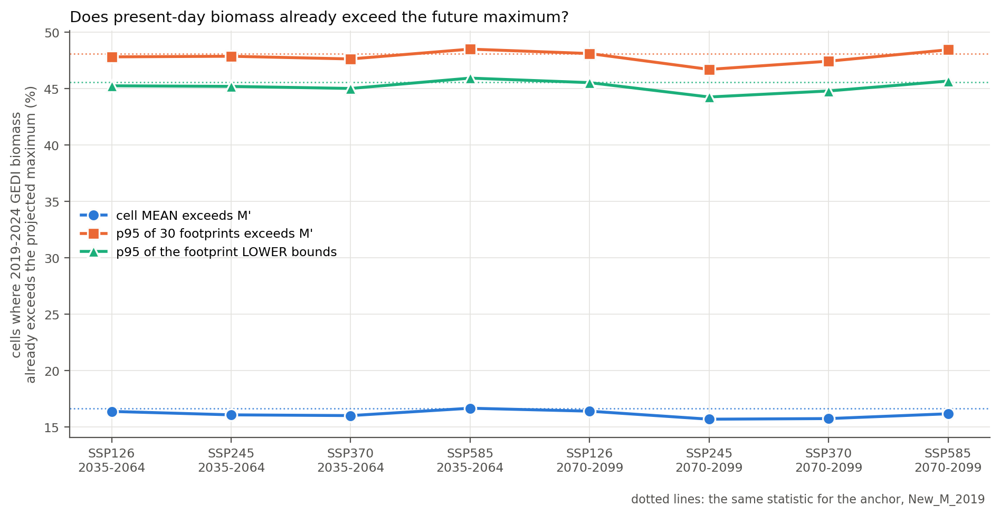 Does present-day biomass already exceed the future maximum?
cells where 2019-2024 GEDI biomass
already exceeds the projected maximum (%)
50
45
40
35
30
25
20
15
cell MEAN exceeds M'
p95 of 30 footprints exceeds M'
p95 of the footprint LOWER bounds
SSP126
2035-2064
SSP245
2035-2064
SSP370
2035-2064
SSP585
2035-2064
SSP126
2070-2099
SSP245
2070-2099
SSP370
2070-2099
SSP585
2070-2099
dotted lines: the same statistic for the anchor, New_M_2019